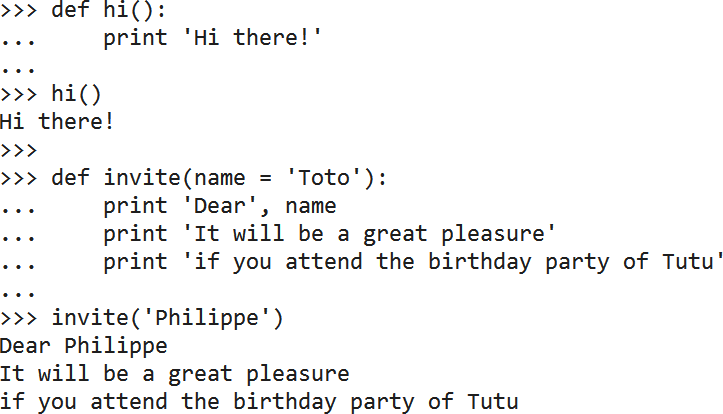 >>> def hi():
...     print 'Hi there!'
...
>>> hi()
Hi there!
>>>
>>> def invite(name = 'Toto'):
...     print 'Dear', name
...     print 'It will be a great pleasure'
...     print 'if you attend the birthday party of Tutu'
...
>>> invite('Philippe')
Dear Philippe
It will be a great pleasure
if you attend the birthday party of Tutu